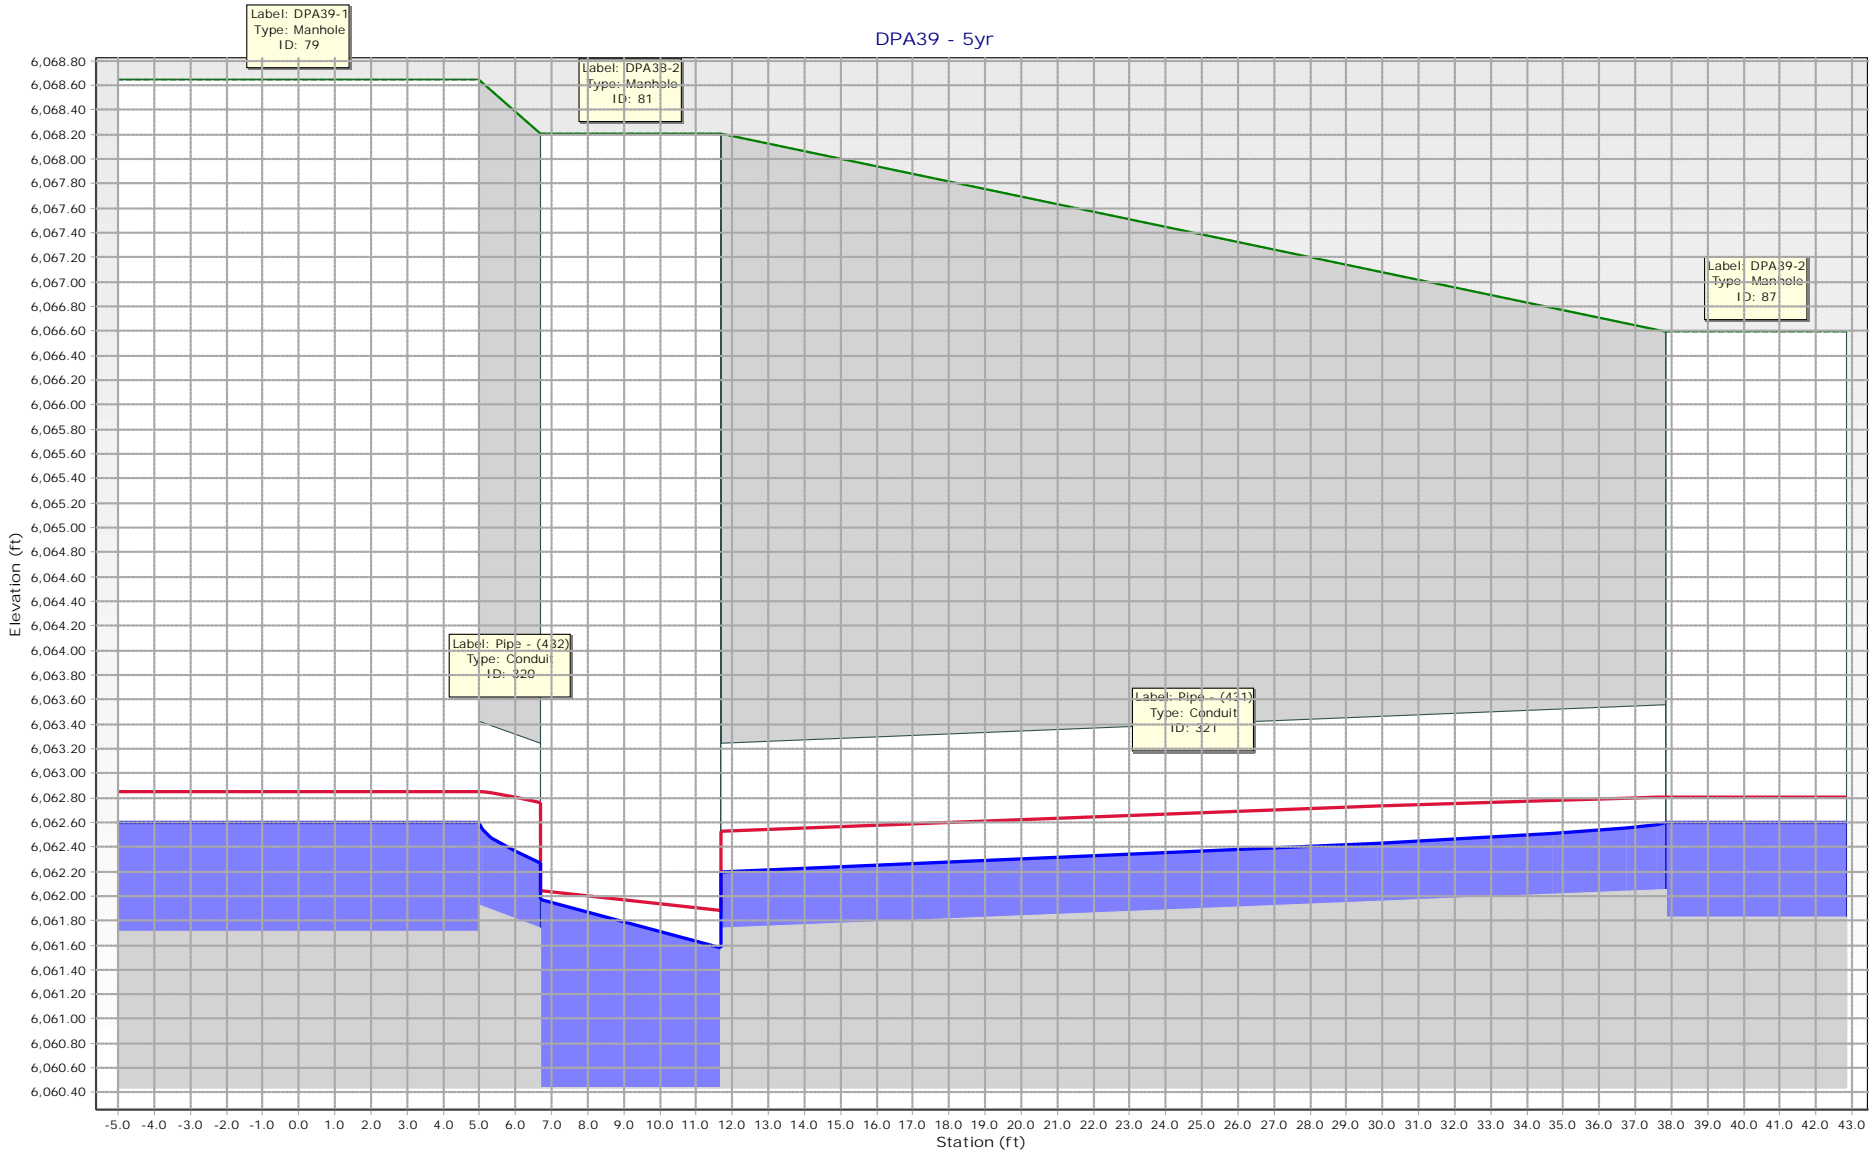 DPA39 - 5yr
Label: DPA39-1
Type: Manhole
ID: 79
Label: DPA38-2
Type: Manhole
ID: 81
Label: DPA39-2
Type: Manhole
ID: 87
Label: Pipe - (432)
Type: Conduit
ID: 320
Label: Pipe - (431)
Type: Conduit
ID: 321
Elevation (ft)
6,068.80
6,068.60
6,068.40
6,068.20
6,068.00
6,067.80
6,067.60
6,067.40
6,067.20
6,067.00
6,066.80
6,066.60
6,066.40
6,066.20
6,066.00
6,065.80
6,065.60
6,065.40
6,065.20
6,065.00
6,064.80
6,064.60
6,064.40
6,064.20
6,064.00
6,063.80
6,063.60
6,063.40
6,063.20
6,063.00
6,062.80
6,062.60
6,062.40
6,062.20
6,062.00
6,061.80
6,061.60
6,061.40
6,061.20
6,061.00
6,060.80
6,060.60
6,060.40
-5.0 -4.0 -3.0 -2.0 -1.0 0.0 1.0 2.0 3.0 4.0 5.0 6.0 7.0 8.0 9.0 10.0 11.0 12.0 13.0 14.0 15.0 16.0 17.0 18.0 19.0 20.0 21.0 22.0 23.0 24.0 25.0 26.0 27.0 28.0 29.0 30.0 31.0 32.0 33.0 34.0 35.0 36.0 37.0 38.0 39.0 40.0 41.0 42.0 43.0
Station (ft)